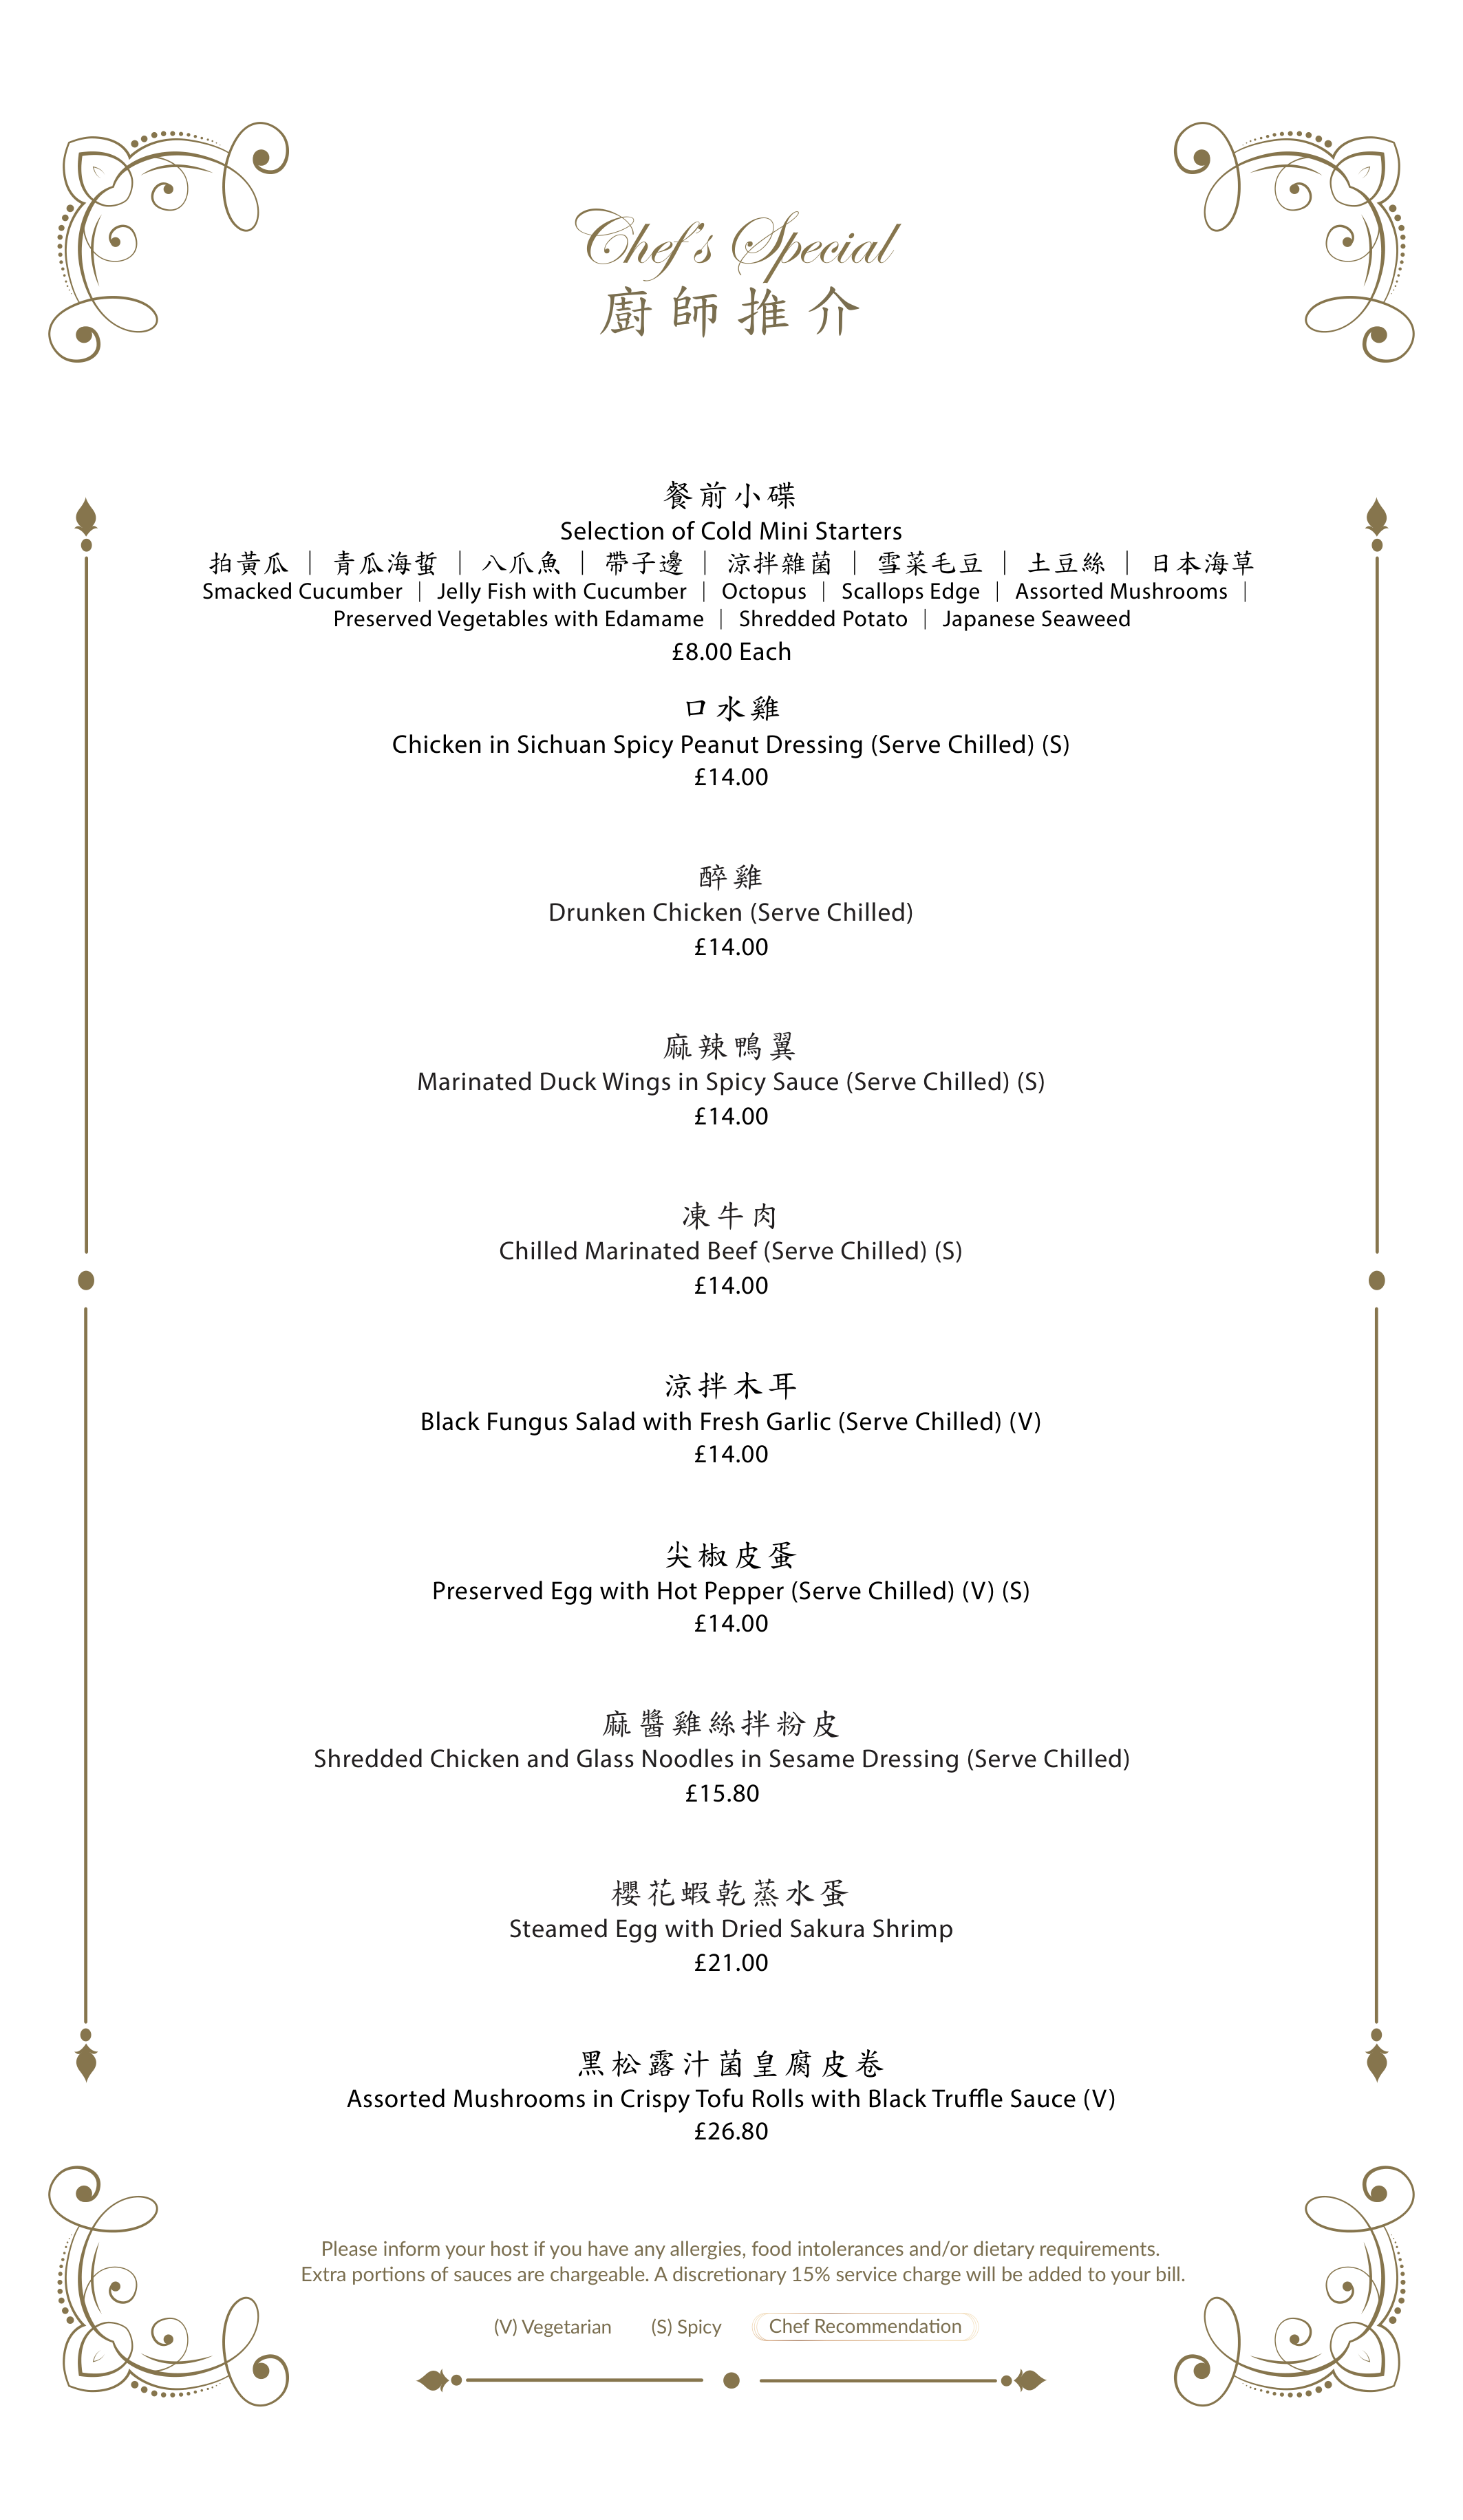 Chef's Special
廚師推介
餐前小碟
Selection of Cold Mini Starters
拍黃瓜 | 青瓜海蜇 | 八爪魚 | 帶子邊 | 涼拌雜菌 | 雪菜毛豆 | 土豆絲 | 日本海草
Smacked Cucumber | Jelly Fish with Cucumber | Octopus | Scallops Edge | Assorted Mushrooms |
Preserved Vegetables with Edamame | Shredded Potato | Japanese Seaweed
£8.00 Each
口水雞
Chicken in Sichuan Spicy Peanut Dressing (Serve Chilled) (S)
£14.00
醉雞
Drunken Chicken (Serve Chilled)
£14.00
麻辣鴨翼
Marinated Duck Wings in Spicy Sauce (Serve Chilled) (S)
£14.00
凍牛肉
Chilled Marinated Beef (Serve Chilled) (S)
£14.00
涼拌木耳
Black Fungus Salad with Fresh Garlic (Serve Chilled) (V)
£14.00
尖椒皮蛋
Preserved Egg with Hot Pepper (Serve Chilled) (V) (S)
£14.00
麻醬雞絲拌粉皮
Shredded Chicken and Glass Noodles in Sesame Dressing (Serve Chilled)
£15.80
櫻花蝦乾蒸水蛋
Steamed Egg with Dried Sakura Shrimp
£21.00
黑松露汁菌皇腐皮卷
Assorted Mushrooms in Crispy Tofu Rolls with Black Truffle Sauce (V)
£26.80
Please inform your host if you have any allergies, food intolerances and/or dietary requirements.
Extra portions of sauces are chargeable. A discretionary 15% service charge will be added to your bill.
(V) Vegetarian (S) Spicy Chef Recommendation